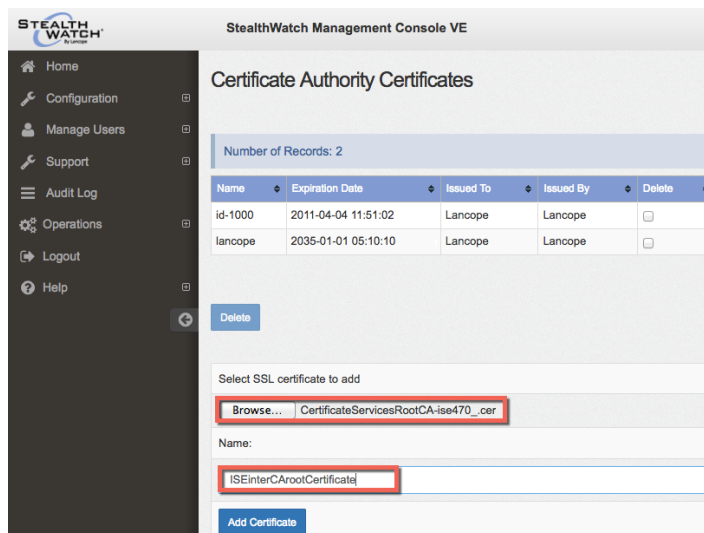 STEALTH
WATCH
By Lancope
StealthWatch Management Console VE
Home
Configuration
Manage Users
Support
Audit Log
Operations
Logout
Help
Certificate Authority Certificates
Number of Records: 2
Name Expiration Date Issued To Issued By Delete
id-1000 2011-04-04 11:51:02 Lancope Lancope
lancope 2035-01-01 05:10:10 Lancope Lancope
Delete
Select SSL certificate to add
Browse... CertificateServicesRootCA-ise470_.cer
Name:
ISEinterCArootCertificate
Add Certificate